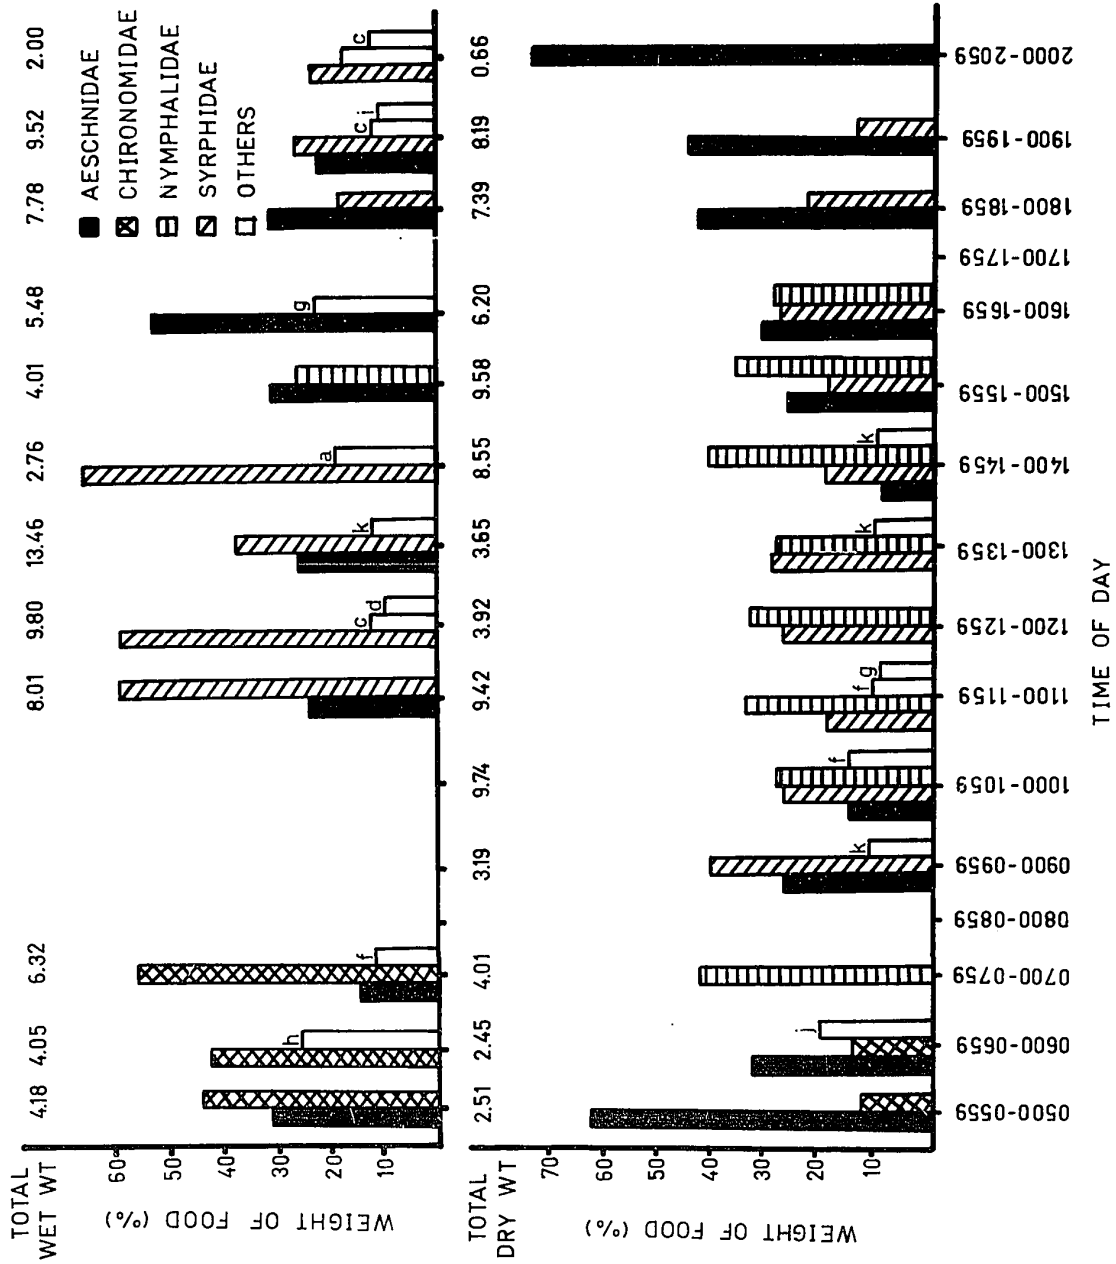 TOTAL
WET WT
4.18 4.05 6.32 8.01 9.80 13.46 2.76 4.01 5.48 7.78 9.52 2.00
AESCHNIDAE
CHIRONOMIDAE
NYMPHALIDAE
SYRPHIDAE
OTHERS
WEIGHT OF FOOD (%)
60
50
40
30
20
10
h f c d k a g c i c
TOTAL
DRY WT
2.51 2.45 4.01 3.19 9.74 9.42 3.92 3.65 8.55 9.58 6.20 7.39 8.19 0.66
WEIGHT OF FOOD (%)
70
60
50
40
30
20
10
j k f f g k k
0500-0559 0600-0659 0700-0759 0800-0859 0900-0959 1000-1059 1100-1159 1200-1259 1300-1359 1400-1459 1500-1559 1600-1659 1700-1759 1800-1859 1900-1959 2000-2059
TIME OF DAY